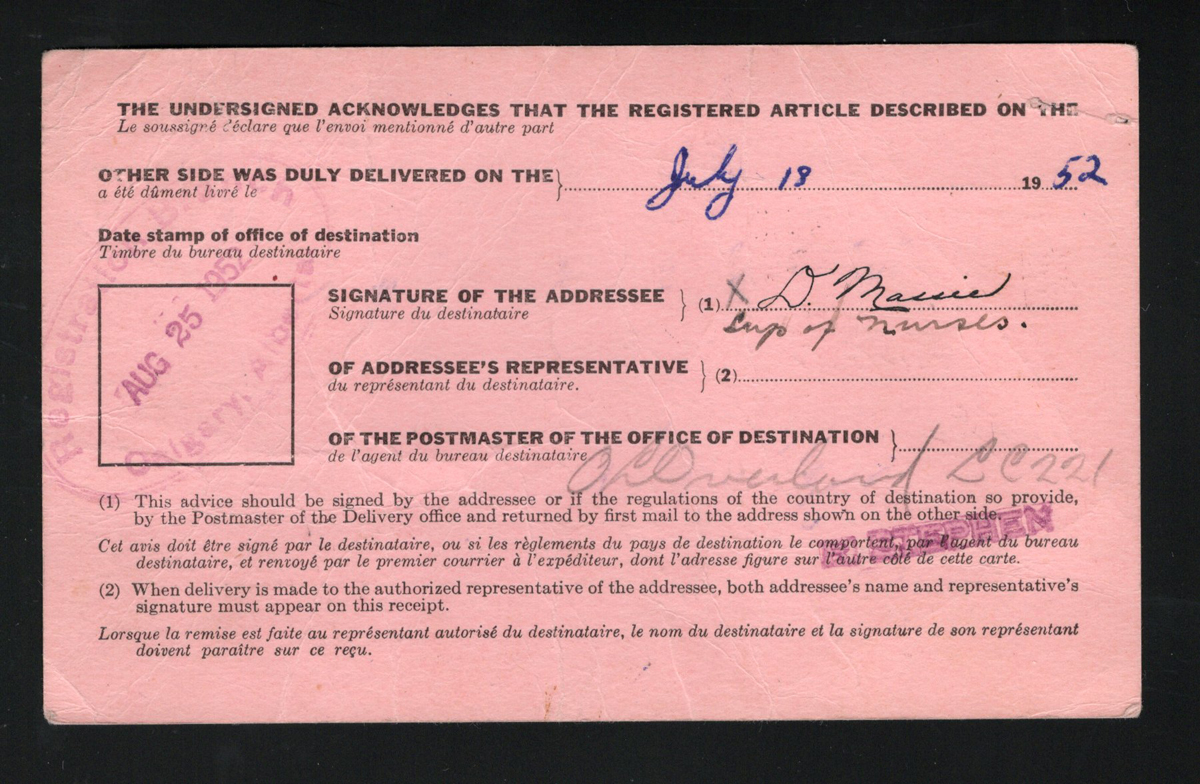 THE UNDERSIGNED ACKNOWLEDGES THAT THE REGISTERED ARTICLE DESCRIBED ON THE
Le soussigné déclare que l'envoi mentionné d'autre part
OTHER SIDE WAS DULY DELIVERED ON THE } July 18 1952
a été dûment livré le
Date stamp of office of destination
Timbre du bureau destinataire
Registration Branch
AUG 25 1952
Calgary, Alberta
SIGNATURE OF THE ADDRESSEE } (1) X D. Massie
Signature du destinataire
Sup of Nurses.
OF ADDRESSEE'S REPRESENTATIVE } (2)
du représentant du destinataire.
OF THE POSTMASTER OF THE OFFICE OF DESTINATION }
de l'agent du bureau destinataire
Overlord LC221
(1) This advice should be signed by the addressee or if the regulations of the country of destination so provide,
by the Postmaster of the Delivery office and returned by first mail to the address shown on the other side.
STEPHEN
Cet avis doit être signé par le destinataire, ou si les règlements du pays de destination le comportent, par l'agent du bureau
destinataire, et renvoyé par le premier courrier à l'expéditeur, dont l'adresse figure sur l'autre côté de cette carte.
(2) When delivery is made to the authorized representative of the addressee, both addressee's name and representative's
signature must appear on this receipt.
Lorsque la remise est faite au représentant autorisé du destinataire, le nom du destinataire et la signature de son représentant
doivent paraître sur ce reçu.